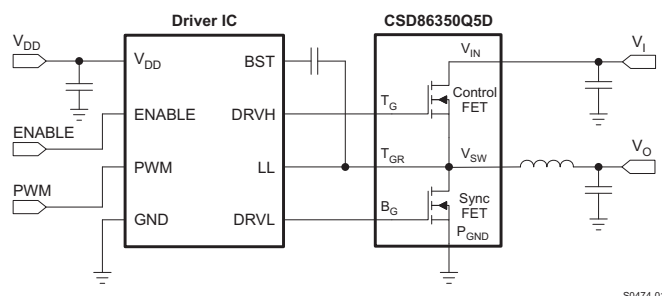 Driver IC
CSD86350Q5D
VDD
VDD
BST
VIN
VI
ENABLE
ENABLE
DRVH
TG
Control
FET
PWM
PWM
LL
TGR
VSW
VO
GND
DRVL
BG
Sync
FET
PGND